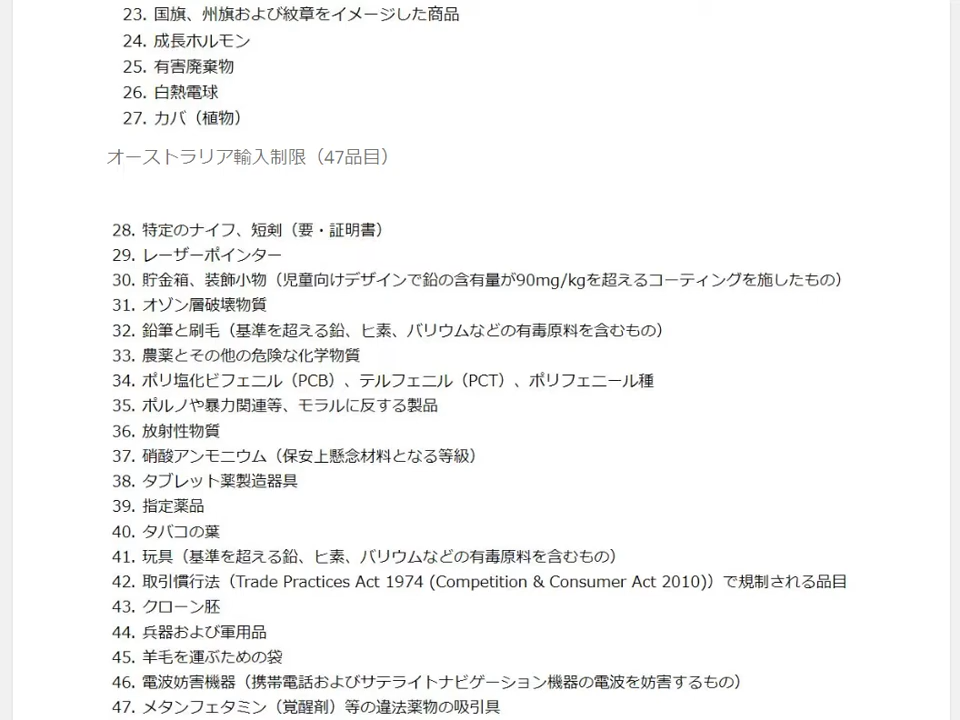 23. 国旗、州旗および紋章をイメージした商品
24. 成長ホルモン
25. 有害廃棄物
26. 白熱電球
27. カバ（植物）
オーストラリア輸入制限（47品目）
28. 特定のナイフ、短剣（要・証明書）
29. レーザーポインター
30. 貯金箱、装飾小物（児童向けデザインで鉛の含有量が90mg/kgを超えるコーティングを施したもの）
31. オゾン層破壊物質
32. 鉛筆と刷毛（基準を超える鉛、ヒ素、バリウムなどの有毒原料を含むもの）
33. 農薬とその他の危険な化学物質
34. ポリ塩化ビフェニル（PCB）、テルフェニル（PCT）、ポリフェニール種
35. ポルノや暴力関連等、モラルに反する製品
36. 放射性物質
37. 硝酸アンモニウム（保安上懸念材料となる等級）
38. タブレット薬製造器具
39. 指定薬品
40. タバコの葉
41. 玩具（基準を超える鉛、ヒ素、バリウムなどの有毒原料を含むもの）
42. 取引慣行法（Trade Practices Act 1974 (Competition & Consumer Act 2010)）で規制される品目
43. クローン胚
44. 兵器および軍用品
45. 羊毛を運ぶための袋
46. 電波妨害機器（携帯電話およびサテライトナビゲーション機器の電波を妨害するもの）
47. メタンフェタミン（覚醒剤）等の違法薬物の吸引具